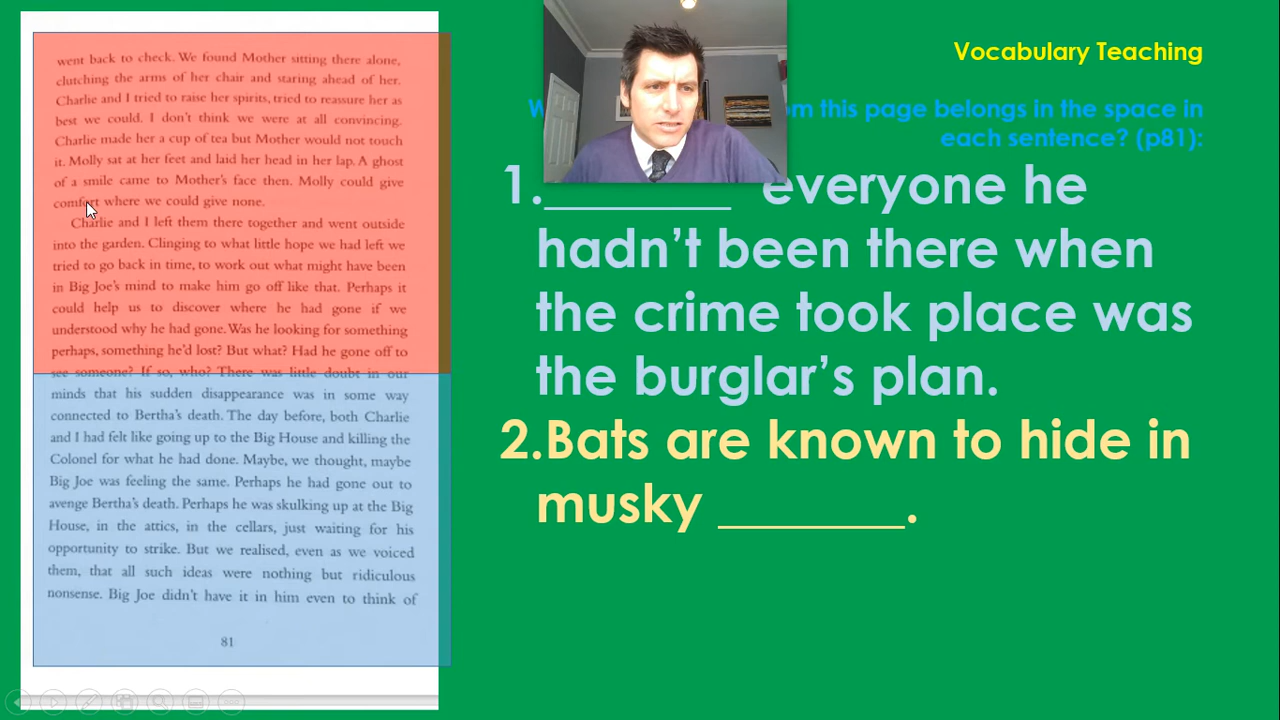 went back to check. We found Mother sitting there alone,
clutching the arms of her chair and staring ahead of her.
Charlie and I tried to raise her spirits, tried to reassure her as
best we could. I don't think we were at all convincing.
Charlie made her a cup of tea but Mother would not touch
it. Molly sat at her feet and laid her head in her lap. A ghost
of a smile came to Mother's face then. Molly could give
comfort where we could give none.
Charlie and I left them there together and went outside
into the garden. Clinging to what little hope we had left we
tried to go back in time, to work out what might have been
in Big Joe's mind to make him go off like that. Perhaps it
could help us to discover where he had gone if we
understood why he had gone. Was he looking for something
perhaps, something he'd lost? But what? Had he gone off to
see someone? If so, who? There was little doubt in our
minds that his sudden disappearance was in some way
connected to Bertha's death. The day before, both Charlie
and I had felt like going up to the Big House and killing the
Colonel for what he had done. Maybe, we thought, maybe
Big Joe was feeling the same. Perhaps he had gone out to
avenge Bertha's death. Perhaps he was skulking up at the Big
House, in the attics, in the cellars, just waiting for his
opportunity to strike. But we realised, even as we voiced
them, that all such ideas were nothing but ridiculous
nonsense. Big Joe didn't have it in him even to think of
81
Vocabulary Teaching
this page belongs in the space in
each sentence? (p81):
1.________ everyone he
hadn't been there when
the crime took place was
the burglar's plan.
2.Bats are known to hide in
musky ________.